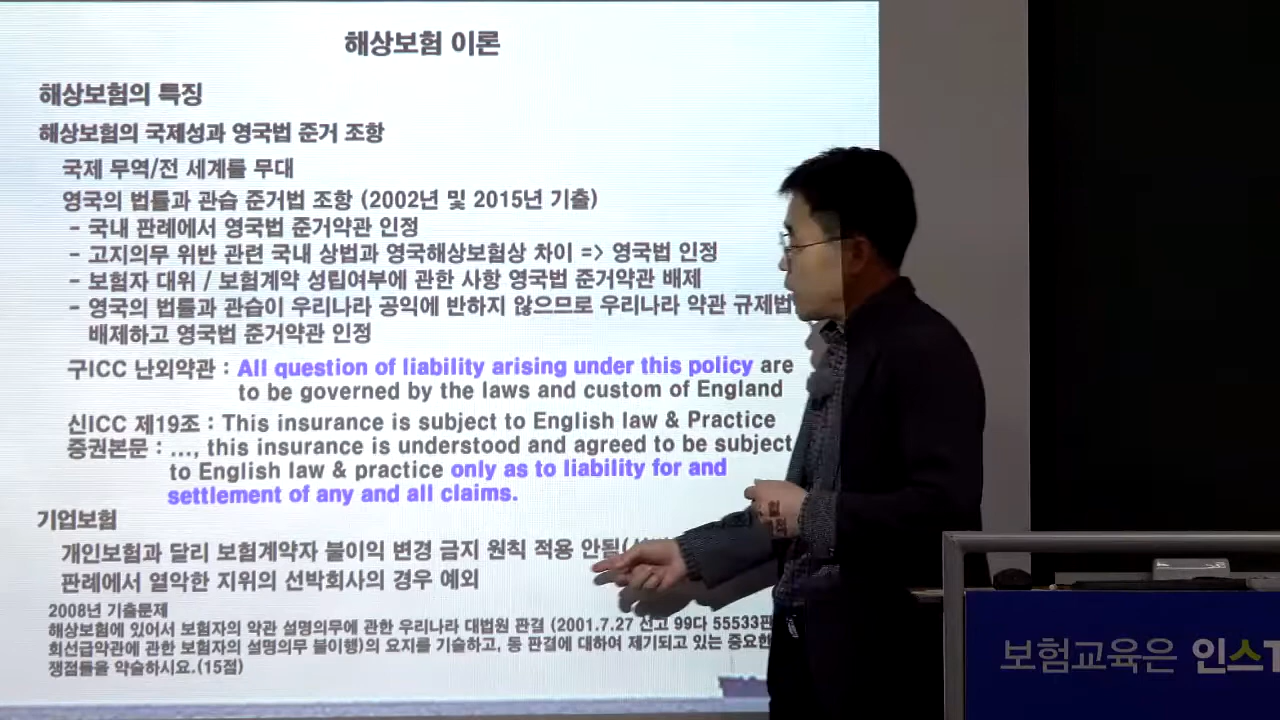 해상보험 이론
해상보험의 특징
해상보험의 국제성과 영국법 준거 조항
국제 무역/전 세계를 무대
영국의 법률과 관습 준거법 조항 (2002년 및 2015년 기출)
- 국내 판례에서 영국법 준거약관 인정
- 고지의무 위반 관련 국내 상법과 영국해상보험상 차이 => 영국법 인정
- 보험자 대위 / 보험계약 성립여부에 관한 사항 영국법 준거약관 배제
- 영국의 법률과 관습이 우리나라 공익에 반하지 않으므로 우리나라 약관 규제법
배제하고 영국법 준거약관 인정
구ICC 난외약관 : All question of liability arising under this policy are
to be governed by the laws and custom of England
신ICC 제19조 : This insurance is subject to English law & Practice
증권본문 : ..., this insurance is understood and agreed to be subject
to English law & practice only as to liability for and
settlement of any and all claims.
기업보험
개인보험과 달리 보험계약자 불이익 변경 금지 원칙 적용 안됨
판례에서 열악한 지위의 선박회사의 경우 예외
2008년 기출문제
해상보험에 있어서 보험자의 약관 설명의무에 관한 우리나라 대법원 판결 (2001.7.27 선고 99다 55533판
회선급약관에 관한 보험자의 설명의무 불이행)의 요지를 기술하고, 동 판결에 대하여 제기되고 있는 중요한
쟁점들을 약술하시요.(15점)
보험교육은 인스